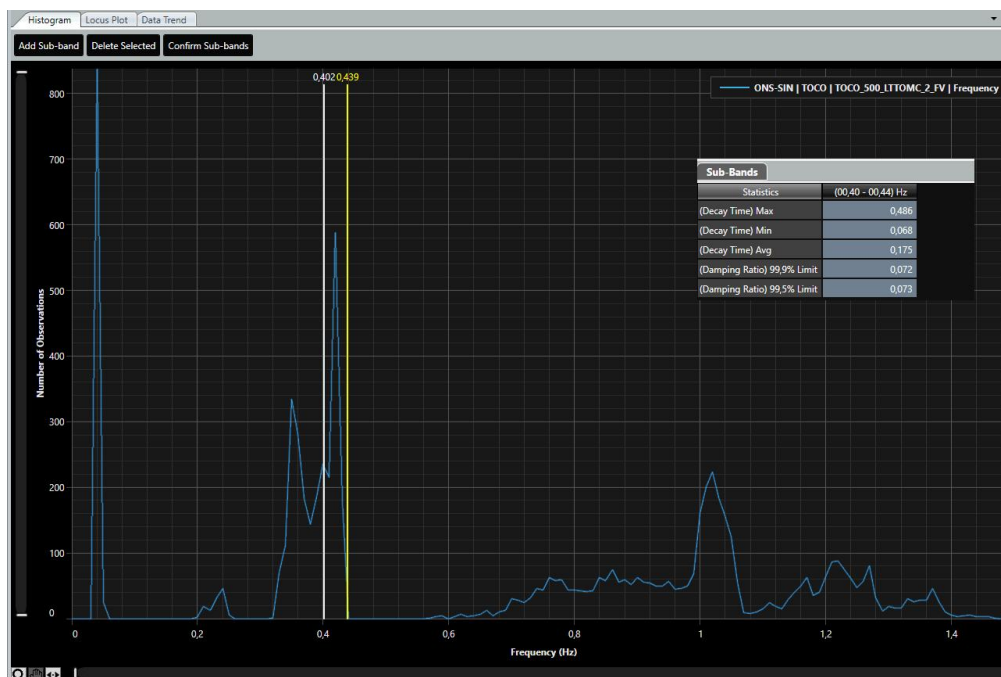 Histogram Locus Plot Data Trend
Add Sub-band Delete Selected Confirm Sub-bands
0,402 0,439
ONS-SIN | TOCO | TOCO_500_LTTOMC_2_FV | Frequency
800
700
600
500
400
300
200
100
0
Number of Observations
Sub-Bands
Statistics (00,40 - 00,44) Hz
(Decay Time) Max 0,486
(Decay Time) Min 0,068
(Decay Time) Avg 0,175
(Damping Ratio) 99,9% Limit 0,072
(Damping Ratio) 99,5% Limit 0,073
0 0,2 0,4 0,6 0,8 1 1,2 1,4
Frequency (Hz)